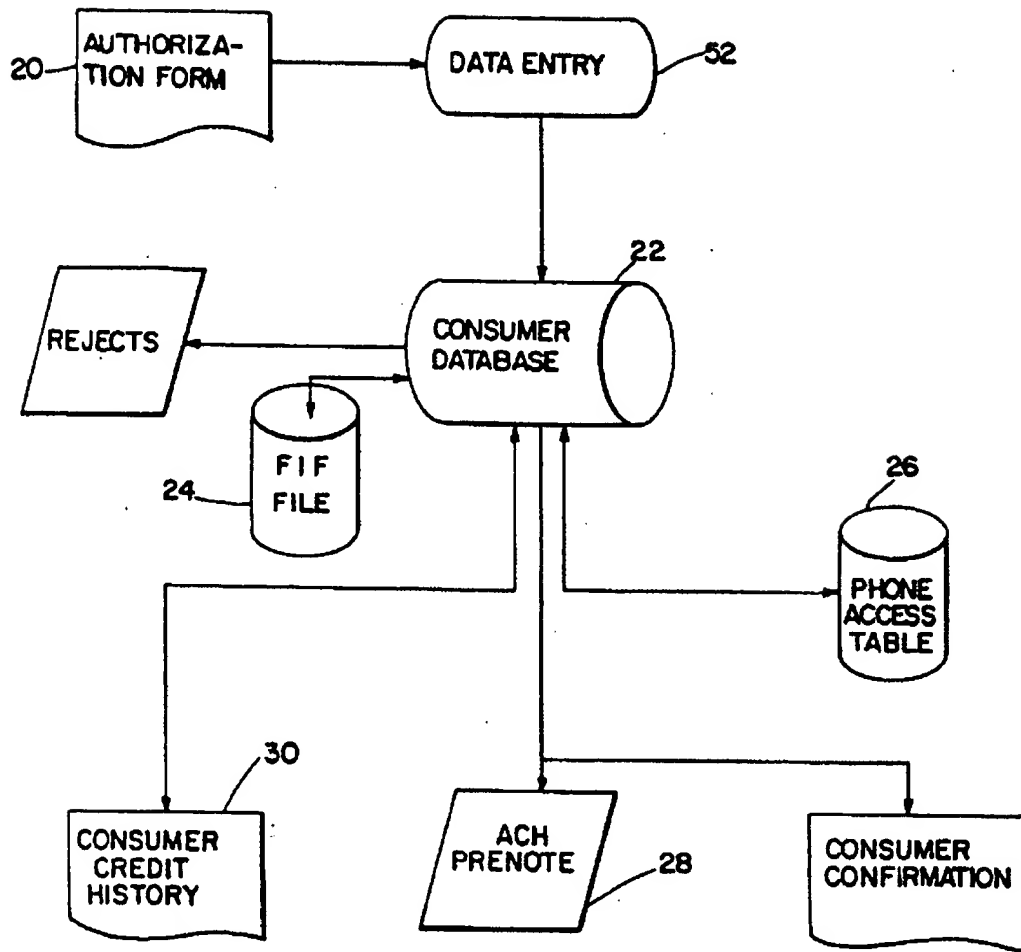 20
AUTHORIZA-
TION FORM
DATA ENTRY
52
22
REJECTS
CONSUMER
DATABASE
24
FIF
FILE
26
PHONE
ACCESS
TABLE
30
CONSUMER
CREDIT
HISTORY
ACH
PRENOTE
28
CONSUMER
CONFIRMATION